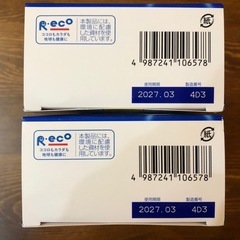 R・eco
ココロもカラダも
地球も健康に
本製品には、
環境に配慮
した資材を使
用しています。
紙
4 987241 106578
使用期限
製造番号
2027.03 4D3
R・eco
ココロもカラダも
地球も健康に
本製品には、
環境に配慮
した資材を使
用しています。
紙
4 987241 106578
使用期限
製造番号
2027.03 4D3